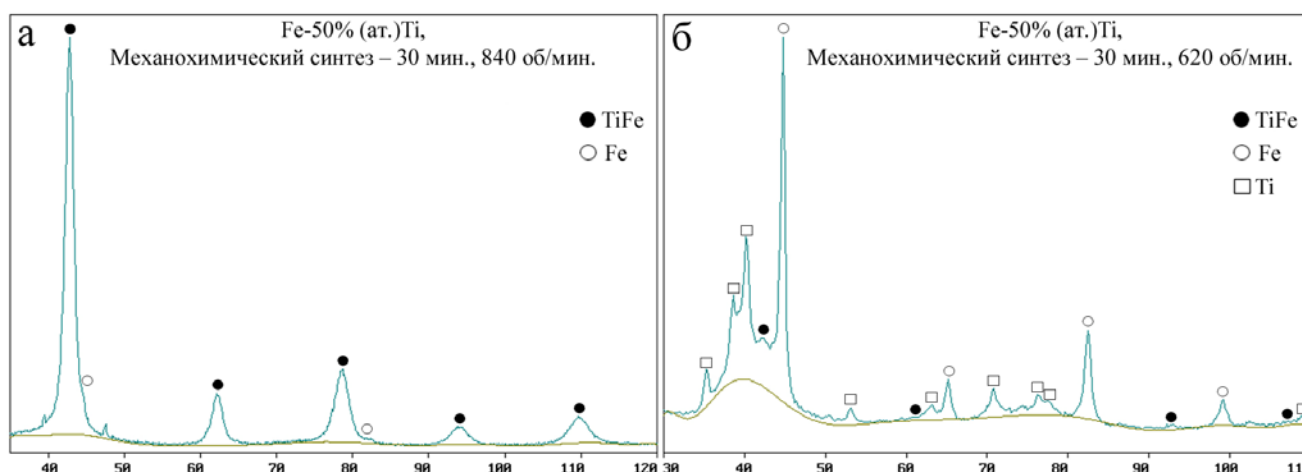 а
Fe-50% (ат.)Ti,
Механохимический синтез – 30 мин., 840 об/мин.
TiFe
Fe
40 50 60 70 80 90 100 110 120
б
Fe-50% (ат.)Ti,
Механохимический синтез – 30 мин., 620 об/мин.
TiFe
Fe
Ti
30 40 50 60 70 80 90 100